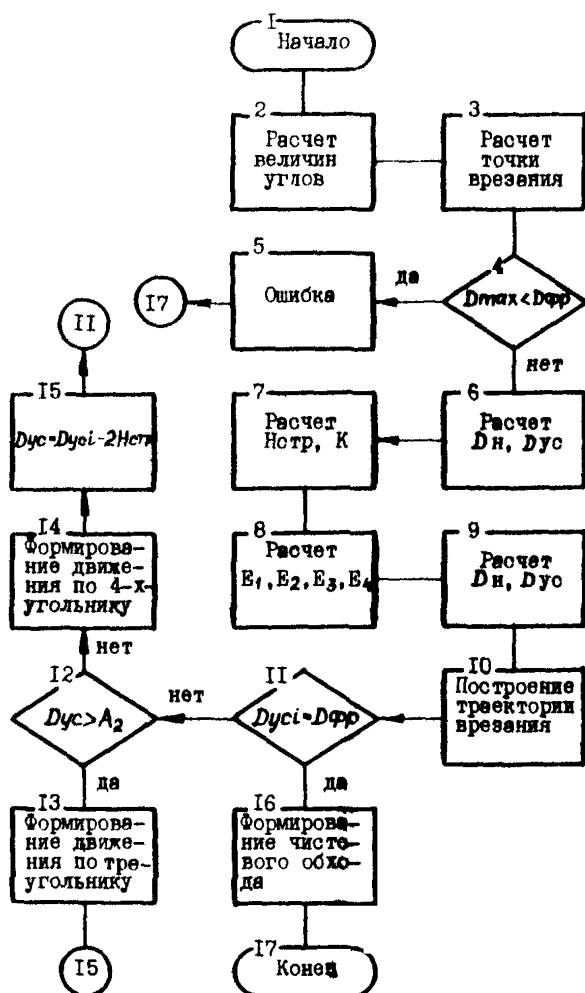 I
Начало
2
Расчет
величин
углов
3
Расчет
точки
врезания
4
Dmax<Dфр
да
нет
5
Ошибка
I7
II
I5
Dус=Dусi-2Нстр
7
Расчет
Нстр, К
6
Расчет
Dн, Dус
I4
Формирова-
ние движе-
ния по 4-х-
угольнику
8
Расчет
E₁, E₂, E₃, E₄
9
Расчет
Dн, Dус
нет
I2
Dус>A₂
нет
II
Dусi=Dфр
I0
Построение
траектории
врезания
да
да
I3
Формирова-
ние движе-
ния по тре-
угольнику
I6
Формирова-
ние чисто-
вого обхо-
да
I5
I7
Конец